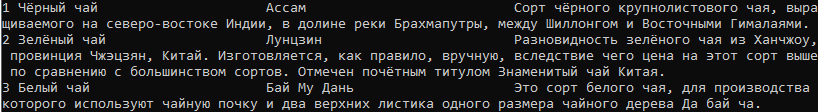 1 Чёрный чай Ассам Сорт чёрного крупнолистового чая, выра
щиваемого на северо-востоке Индии, в долине реки Брахмапутры, между Шиллонгом и Восточными Гималаями.
2 Зелёный чай Лунцзин Разновидность зелёного чая из Ханчжоу,
провинция Чжэцзян, Китай. Изготовляется, как правило, вручную, вследствие чего цена на этот сорт выше
по сравнению с большинством сортов. Отмечен почётным титулом Знаменитый чай Китая.
3 Белый чай Бай Му Дань Это сорт белого чая, для производства
которого используют чайную почку и два верхних листика одного размера чайного дерева Да бай ча.